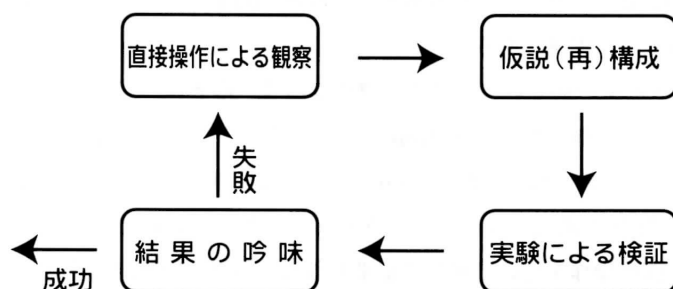 直接操作による観察
仮説（再）構成
失敗
結果の吟味
実験による検証
成功